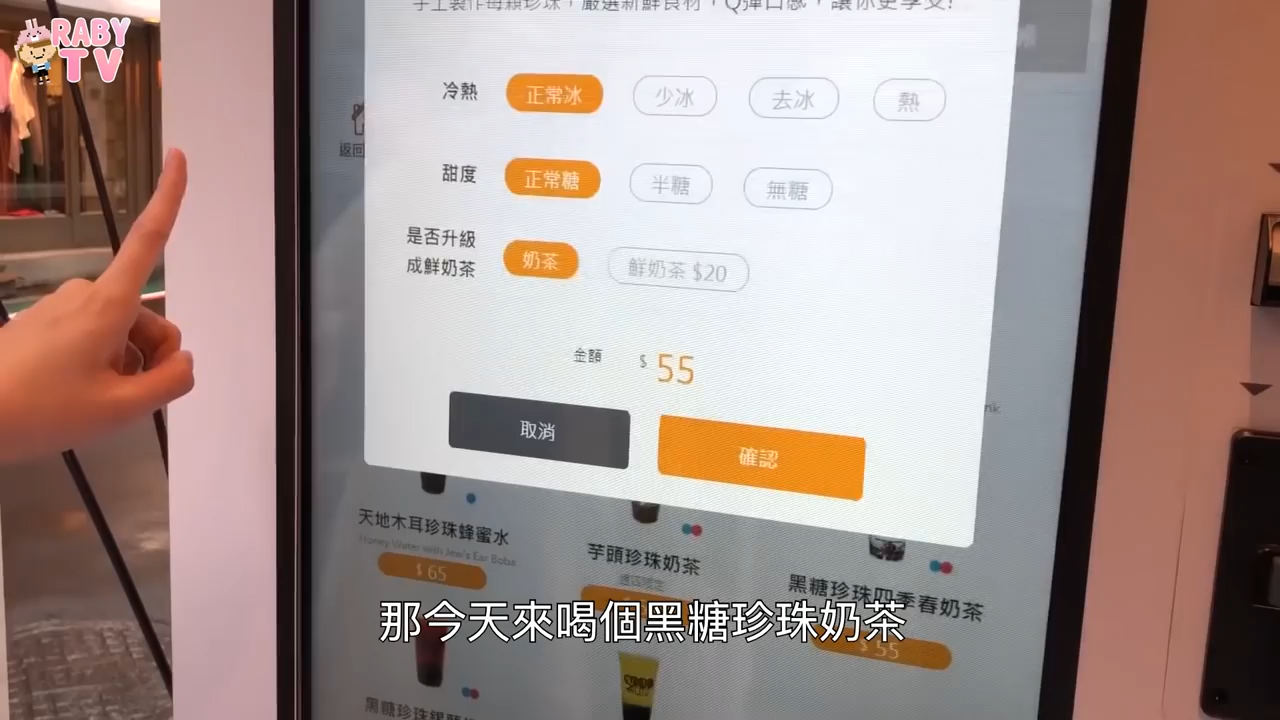 RABY
TV
手工製作每顆珍珠，嚴選新鮮食材，Q彈口感，讓你更享受!
冷熱 正常冰 少冰 去冰 熱
返回
甜度 正常糖 半糖 無糖
是否升級
成鮮奶茶 奶茶 鮮奶茶 $20
金額 $ 55
取消 確認
天地木耳珍珠蜂蜜水
Honey Water with Jew's Ear Boba
$ 65
芋頭珍珠奶茶
黑糖珍珠四季春奶茶
$ 55
那今天來喝個黑糖珍珠奶茶
黑糖珍珠